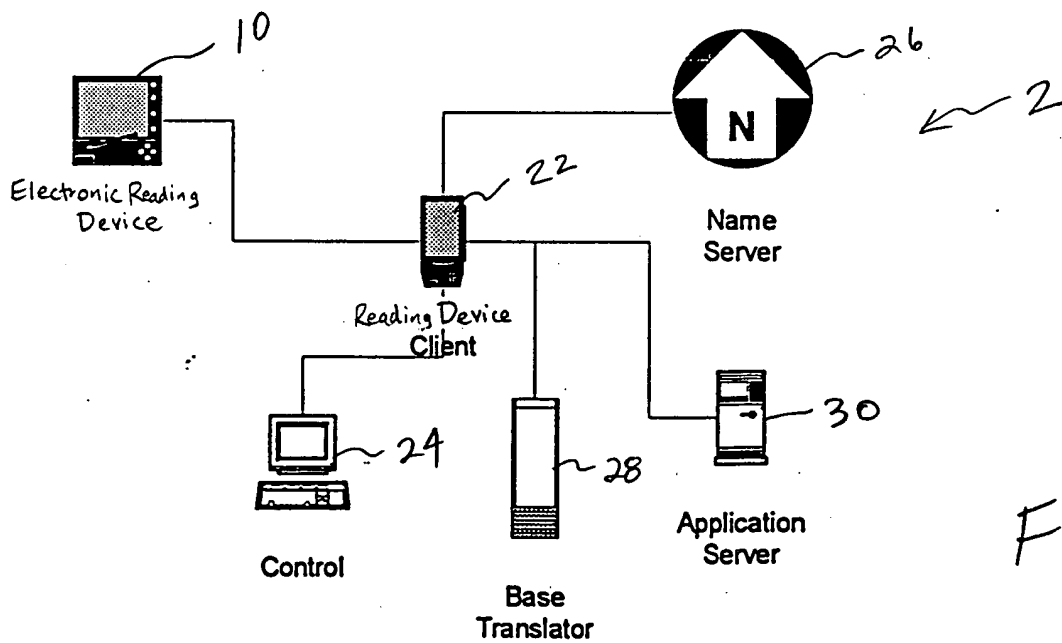 10
26
2
N
Electronic Reading
Device
22
Name
Server
Reading Device
Client
30
24
28
Application
Server
F
Control
Base
Translator